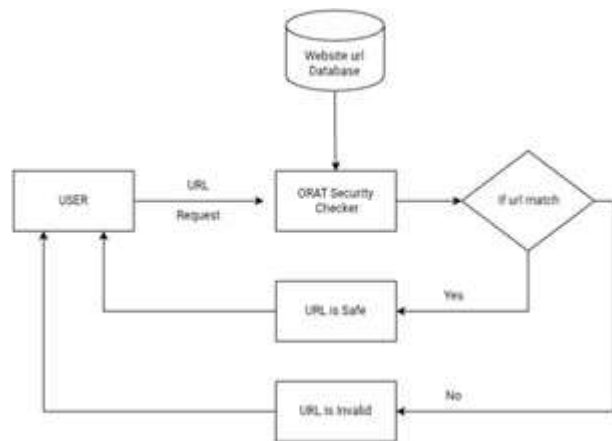 Website url
Database
USER
URL
Request
ORAT Security
Checker
If url match
URL is Safe
Yes
URL is Invalid
No